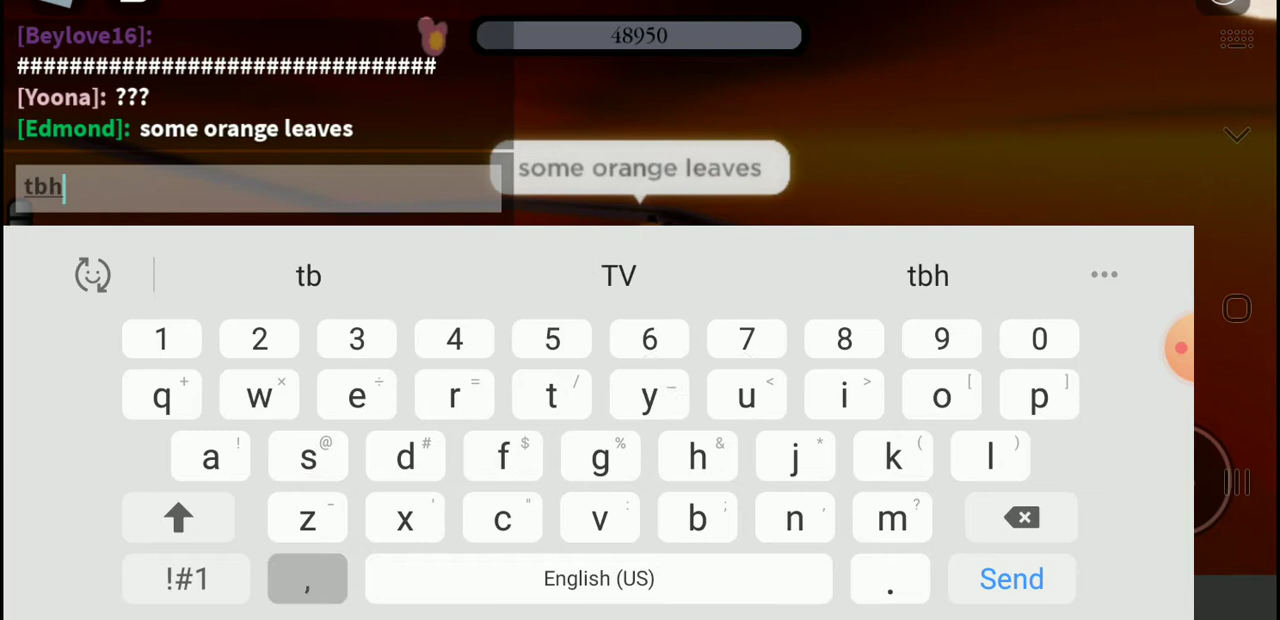 [Beylove16]:
48950
################################
[Yoona]: ???
[Edmond]: some orange leaves
some orange leaves
tbh
tb TV tbh •••
1 2 3 4 5 6 7 8 9 0
q + w × e ÷ r = t / y _ u < i > o [ p ]
a ! s @ d # f $ g % h & j * k ( l )
z - x ' c " v : b ; n , m ?
!#1 , English (US) . Send